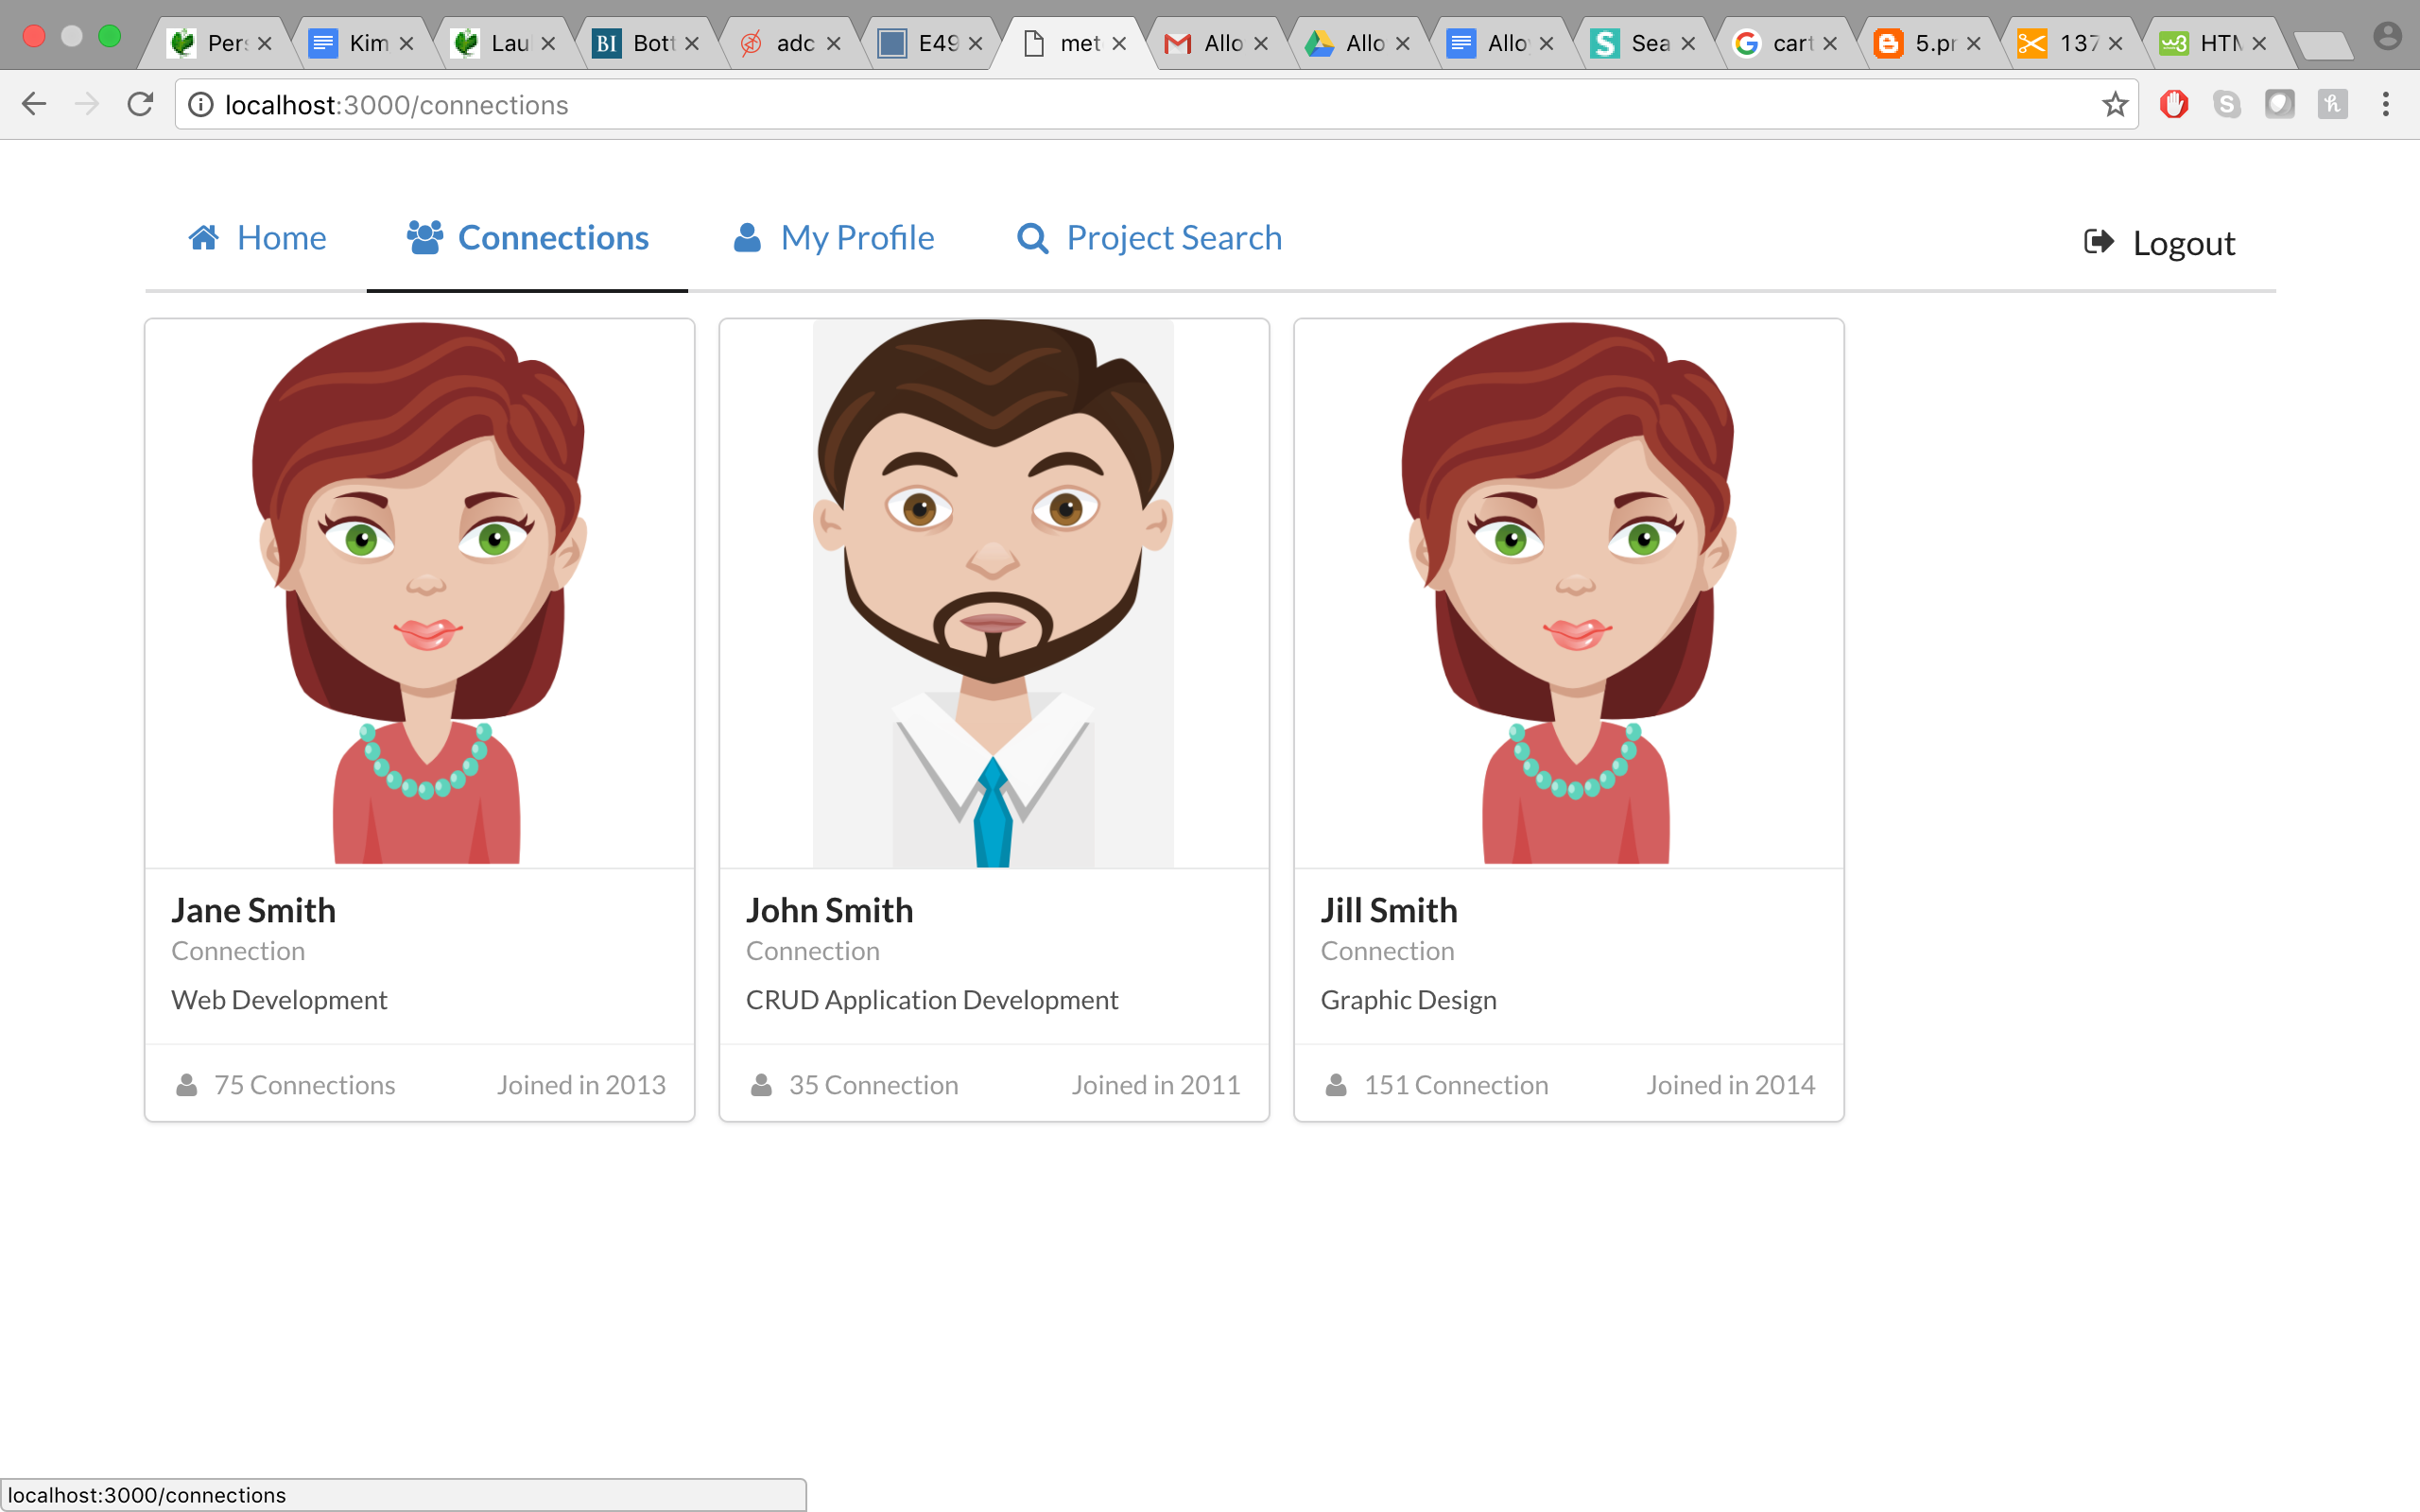 Pers Kim Lau BI Bott adc E49 met Allo Allo Allo S Sea cart 5.pr 137 w3 HTM
localhost:3000/connections
Home Connections My Profile Project Search Logout
Jane Smith
Connection
Web Development
75 Connections Joined in 2013
John Smith
Connection
CRUD Application Development
35 Connection Joined in 2011
Jill Smith
Connection
Graphic Design
151 Connection Joined in 2014
localhost:3000/connections